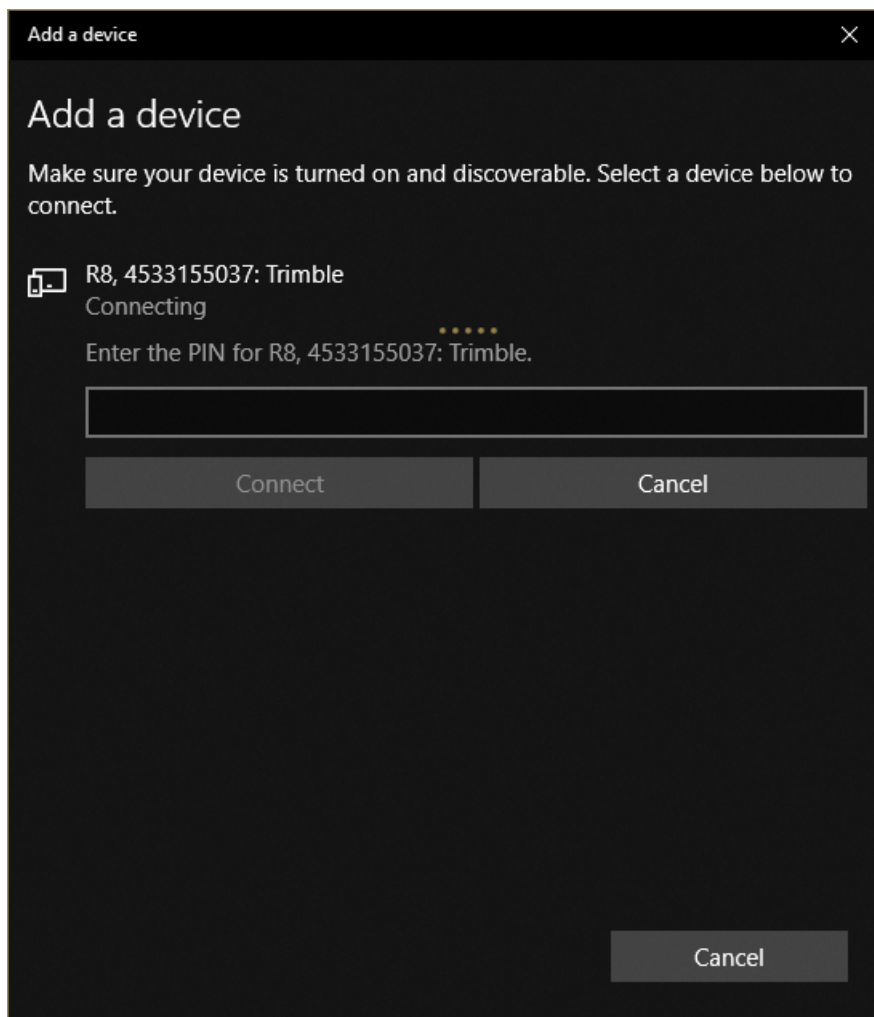 Add a device
Add a device
Make sure your device is turned on and discoverable. Select a device below to
connect.
R8, 4533155037: Trimble
Connecting
Enter the PIN for R8, 4533155037: Trimble.
Connect
Cancel
Cancel